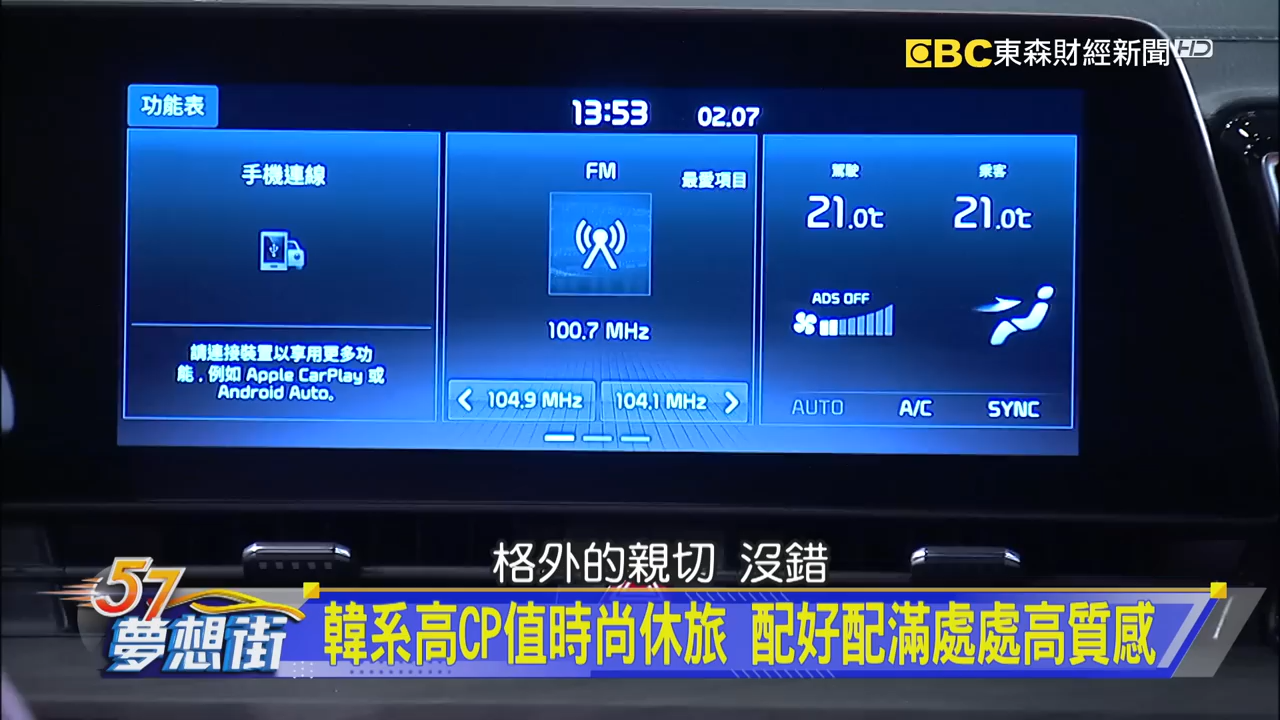 EBC東森財經新聞HD
功能表
13:53
02.07
手機連線
請連接裝置以享用更多功
能，例如 Apple CarPlay 或
Android Auto。
FM
最愛項目
100.7 MHz
104.9 MHz
104.1 MHz
駕駛
乘客
21.0℃
21.0℃
ADS OFF
AUTO
A/C
SYNC
格外的親切 沒錯
57
夢想街
韓系高CP值時尚休旅 配好配滿處處高質感